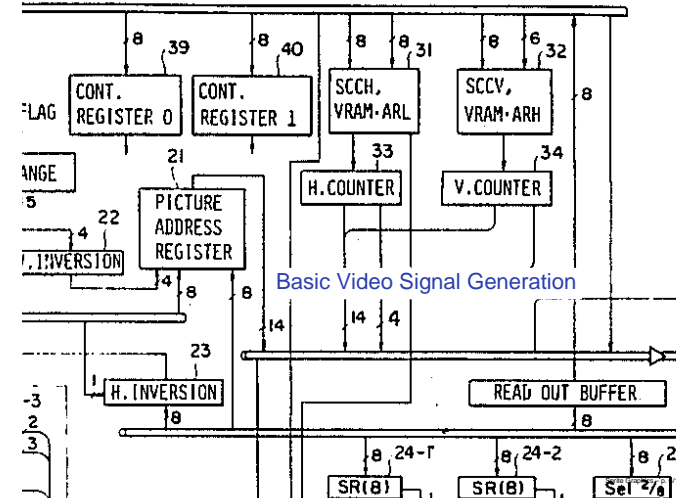 8 39 8 40 8 8 31 8 6 32
CONT.
REGISTER 0
CONT.
REGISTER 1
SCCH,
VRAM·ARL
SCCV,
VRAM·ARH
8
FLAG
ANGE
5
21
33
34
H.COUNTER
V.COUNTER
PICTURE
ADDRESS
REGISTER
22
4
.INVERSION
4
8
8
Basic Video Signal Generation
14
14
4
23
1
H.INVERSION
8
READ OUT BUFFER
8
-3
2
3
8 24-1
8 24-2
8 2
SR(8)
SR(8)
Sel 2/8